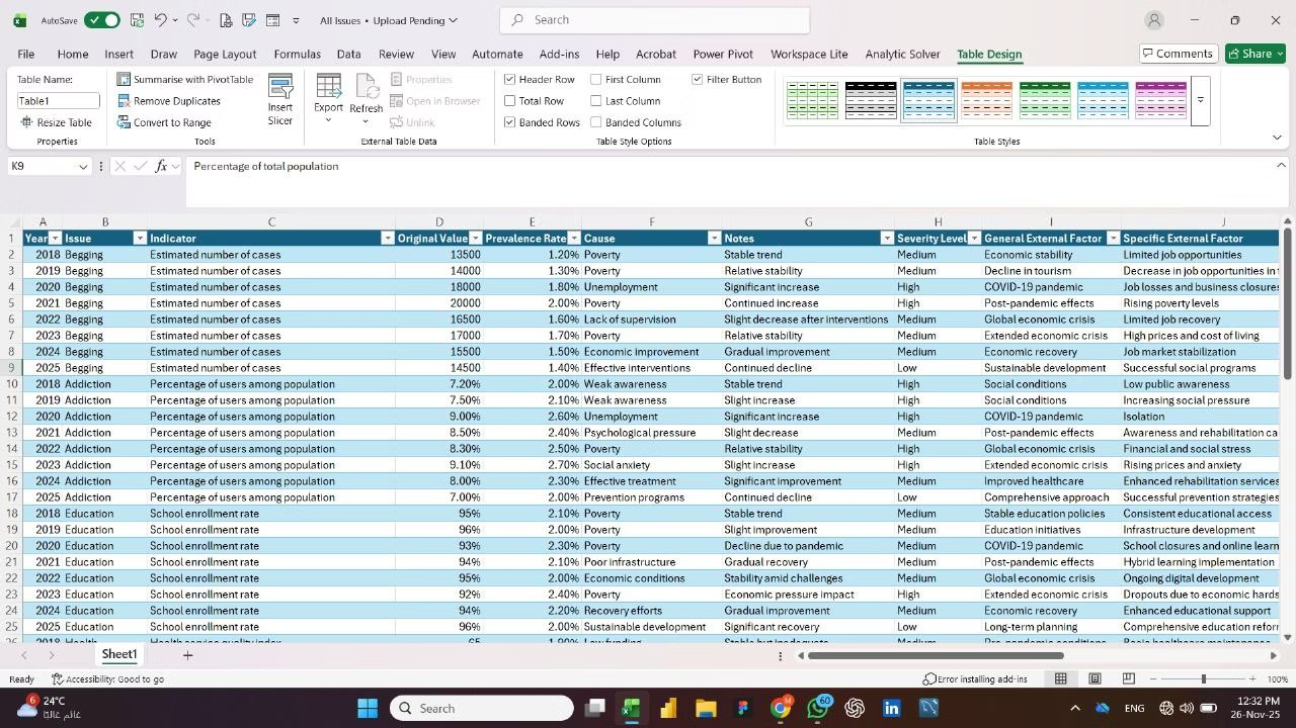 AutoSave All Issues • Upload Pending Search
File Home Insert Draw Page Layout Formulas Data Review View Automate Add-ins Help Acrobat Power Pivot Workspace Lite Analytic Solver Table Design Comments Share
Table Name: Summarise with PivotTable Properties Header Row First Column Filter Button
Table1 Remove Duplicates Insert Slicer Export Refresh Open in Browser Total Row Last Column
Resize Table Convert to Range Unlink Banded Rows Banded Columns
Properties Tools External Table Data Table Style Options Table Styles
K9 fx Percentage of total population
A B C D E F G H I J
1 Year Issue Indicator Original Value Prevalence Rate Cause Notes Severity Level General External Factor Specific External Factor
2 2018 Begging Estimated number of cases 13500 1.20% Poverty Stable trend Medium Economic stability Limited job opportunities
3 2019 Begging Estimated number of cases 14000 1.30% Poverty Relative stability Medium Decline in tourism Decrease in job opportunities in
4 2020 Begging Estimated number of cases 18000 1.80% Unemployment Significant increase High COVID-19 pandemic Job losses and business closures
5 2021 Begging Estimated number of cases 20000 2.00% Poverty Continued increase High Post-pandemic effects Rising poverty levels
6 2022 Begging Estimated number of cases 16500 1.60% Lack of supervision Slight decrease after interventions Medium Global economic crisis Limited job recovery
7 2023 Begging Estimated number of cases 17000 1.70% Poverty Relative stability Medium Extended economic crisis High prices and cost of living
8 2024 Begging Estimated number of cases 15500 1.50% Economic improvement Gradual improvement Medium Economic recovery Job market stabilization
9 2025 Begging Estimated number of cases 14500 1.40% Effective interventions Continued decline Low Sustainable development Successful social programs
10 2018 Addiction Percentage of users among population 7.20% 2.00% Weak awareness Stable trend High Social conditions Low public awareness
11 2019 Addiction Percentage of users among population 7.50% 2.10% Weak awareness Slight increase High Social conditions Increasing social pressure
12 2020 Addiction Percentage of users among population 9.00% 2.60% Unemployment Significant increase High COVID-19 pandemic Isolation
13 2021 Addiction Percentage of users among population 8.50% 2.40% Psychological pressure Slight decrease Medium Post-pandemic effects Awareness and rehabilitation ca
14 2022 Addiction Percentage of users among population 8.30% 2.50% Poverty Relative stability High Global economic crisis Financial and social stress
15 2023 Addiction Percentage of users among population 9.10% 2.70% Social anxiety Slight increase High Extended economic crisis Rising prices and anxiety
16 2024 Addiction Percentage of users among population 8.00% 2.30% Effective treatment Significant improvement Medium Improved healthcare Enhanced rehabilitation services
17 2025 Addiction Percentage of users among population 7.00% 2.00% Prevention programs Continued decline Low Comprehensive approach Successful prevention strategies
18 2018 Education School enrollment rate 95% 2.10% Poverty Stable trend Medium Stable education policies Consistent educational access
19 2019 Education School enrollment rate 96% 2.00% Poverty Slight improvement Medium Education initiatives Infrastructure development
20 2020 Education School enrollment rate 93% 2.30% Poverty Decline due to pandemic Medium COVID-19 pandemic School closures and online learn
21 2021 Education School enrollment rate 94% 2.10% Poor infrastructure Gradual recovery Medium Post-pandemic effects Hybrid learning implementation
22 2022 Education School enrollment rate 95% 2.00% Economic conditions Stability amid challenges Medium Global economic crisis Ongoing digital development
23 2023 Education School enrollment rate 92% 2.40% Poverty Economic pressure impact High Extended economic crisis Dropouts due to economic hards
24 2024 Education School enrollment rate 94% 2.20% Recovery efforts Gradual improvement Medium Economic recovery Enhanced educational support
25 2025 Education School enrollment rate 96% 2.00% Sustainable development Significant recovery Low Long-term planning Comprehensive education refor
Sheet1
Ready Accessibility: Good to go Error installing add-ins 100%
6 24°C Search 60 ENG 12:32 PM
غائم غالبًا 26-Nov-25